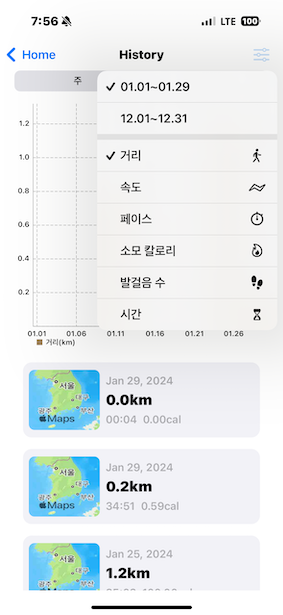 7:56 LTE 100
Home History
주
01.01~01.29
12.01~12.31
거리
속도
페이스
소모 칼로리
발걸음 수
시간
1.2
1.0
0.8
0.6
0.4
0.2
01.01 01.06 01.11 01.16 01.21 01.26
거리(km)
서울
대구
광주 부산
Maps
Jan 29, 2024
0.0km
00:04 0.00cal
서울
대구
광주 부산
Maps
Jan 29, 2024
0.2km
34:51 0.59cal
서울
대구
광주 부산
Maps
Jan 25, 2024
1.2km